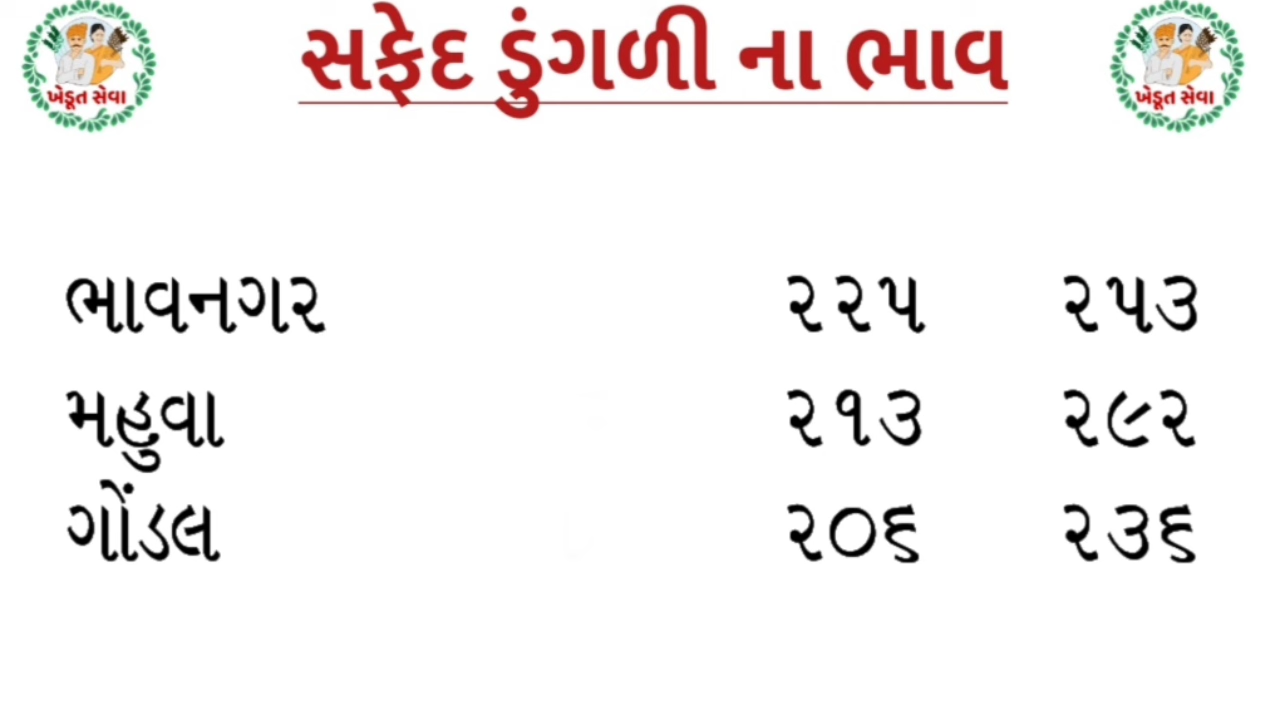 સફેદ ડુંગળી ના ભાવ
ખેડૂત સેવા
ખેડૂત સેવા
ભાવનગર ૨૨૫ ૨૫૩
મહુવા ૨૧૩ ૨૯૨
ગોંડલ ૨૦૬ ૨૩૬